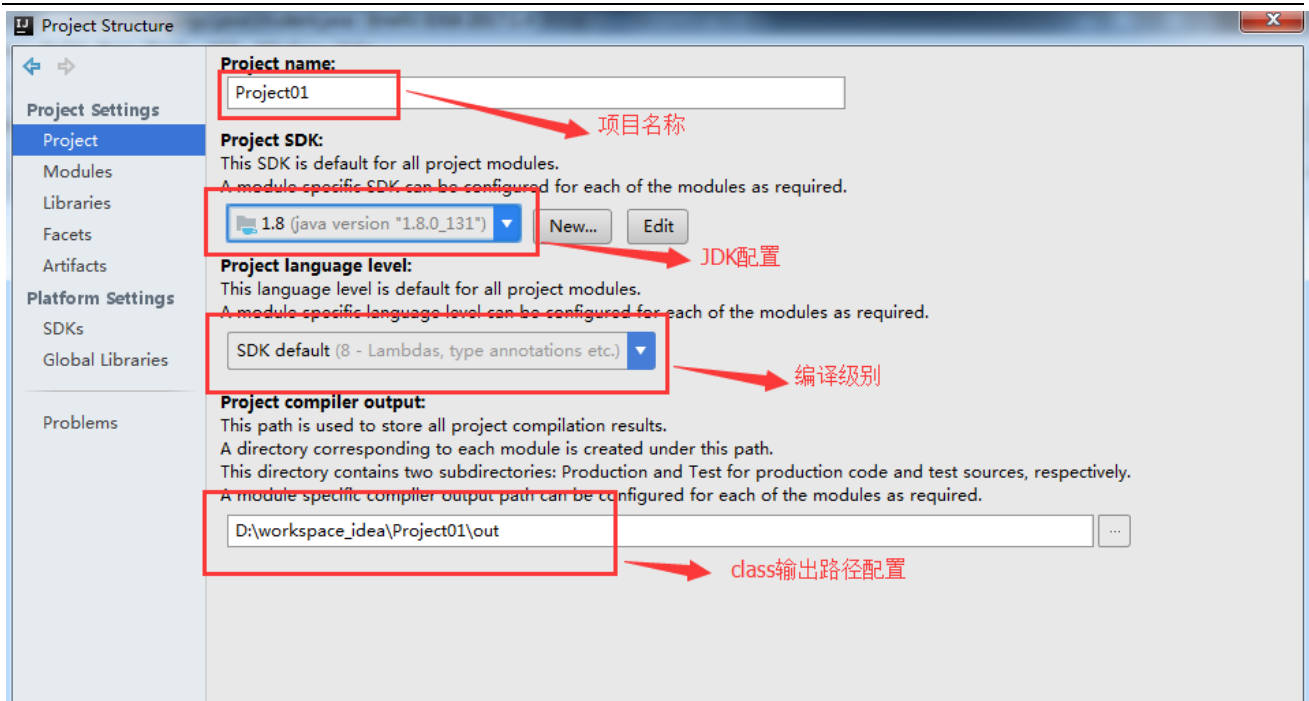 Project Structure
Project Settings
Project
Modules
Libraries
Facets
Artifacts
Platform Settings
SDKs
Global Libraries
Problems
Project name:
Project01
项目名称
Project SDK:
This SDK is default for all project modules.
A module specific SDK can be configured for each of the modules as required.
1.8 (java version "1.8.0_131")
New...
Edit
JDK配置
Project language level:
This language level is default for all project modules.
A module specific language level can be configured for each of the modules as required.
SDK default (8 - Lambdas, type annotations etc.)
编译级别
Project compiler output:
This path is used to store all project compilation results.
A directory corresponding to each module is created under this path.
This directory contains two subdirectories: Production and Test for production code and test sources, respectively.
A module specific compiler output path can be configured for each of the modules as required.
D:\workspace_idea\Project01\out
...
class输出路径配置